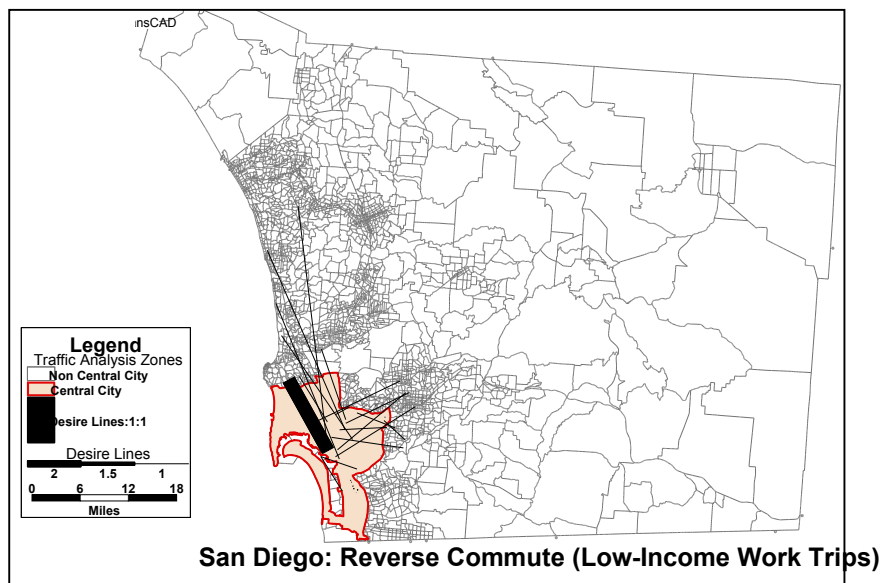 nsCAD
Legend
Traffic Analysis Zones
Non Central City
Central City
Desire Lines:1:1
Desire Lines
2 1.5 1
0 6 12 18
Miles
San Diego: Reverse Commute (Low-Income Work Trips)